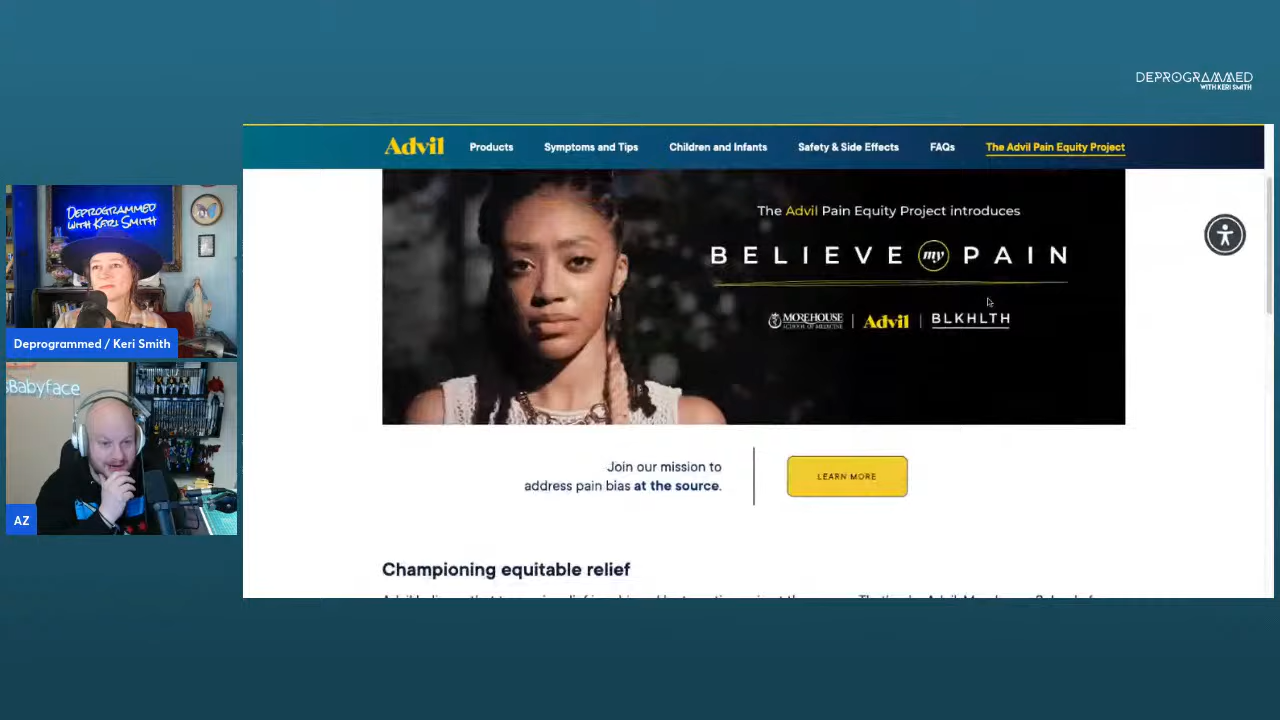 DEPROGRAMMED
WITH KERI SMITH
Advil Products Symptoms and Tips Children and Infants Safety & Side Effects FAQs The Advil Pain Equity Project
The Advil Pain Equity Project introduces
BELIEVE my PAIN
MOREHOUSE SCHOOL OF MEDICINE | Advil | BLKHLTH
DEPROGRAMMED
WITH KERI SMITH
Deprogrammed / Keri Smith
Babyface
AZ
Join our mission to
address pain bias at the source.
LEARN MORE
Championing equitable relief